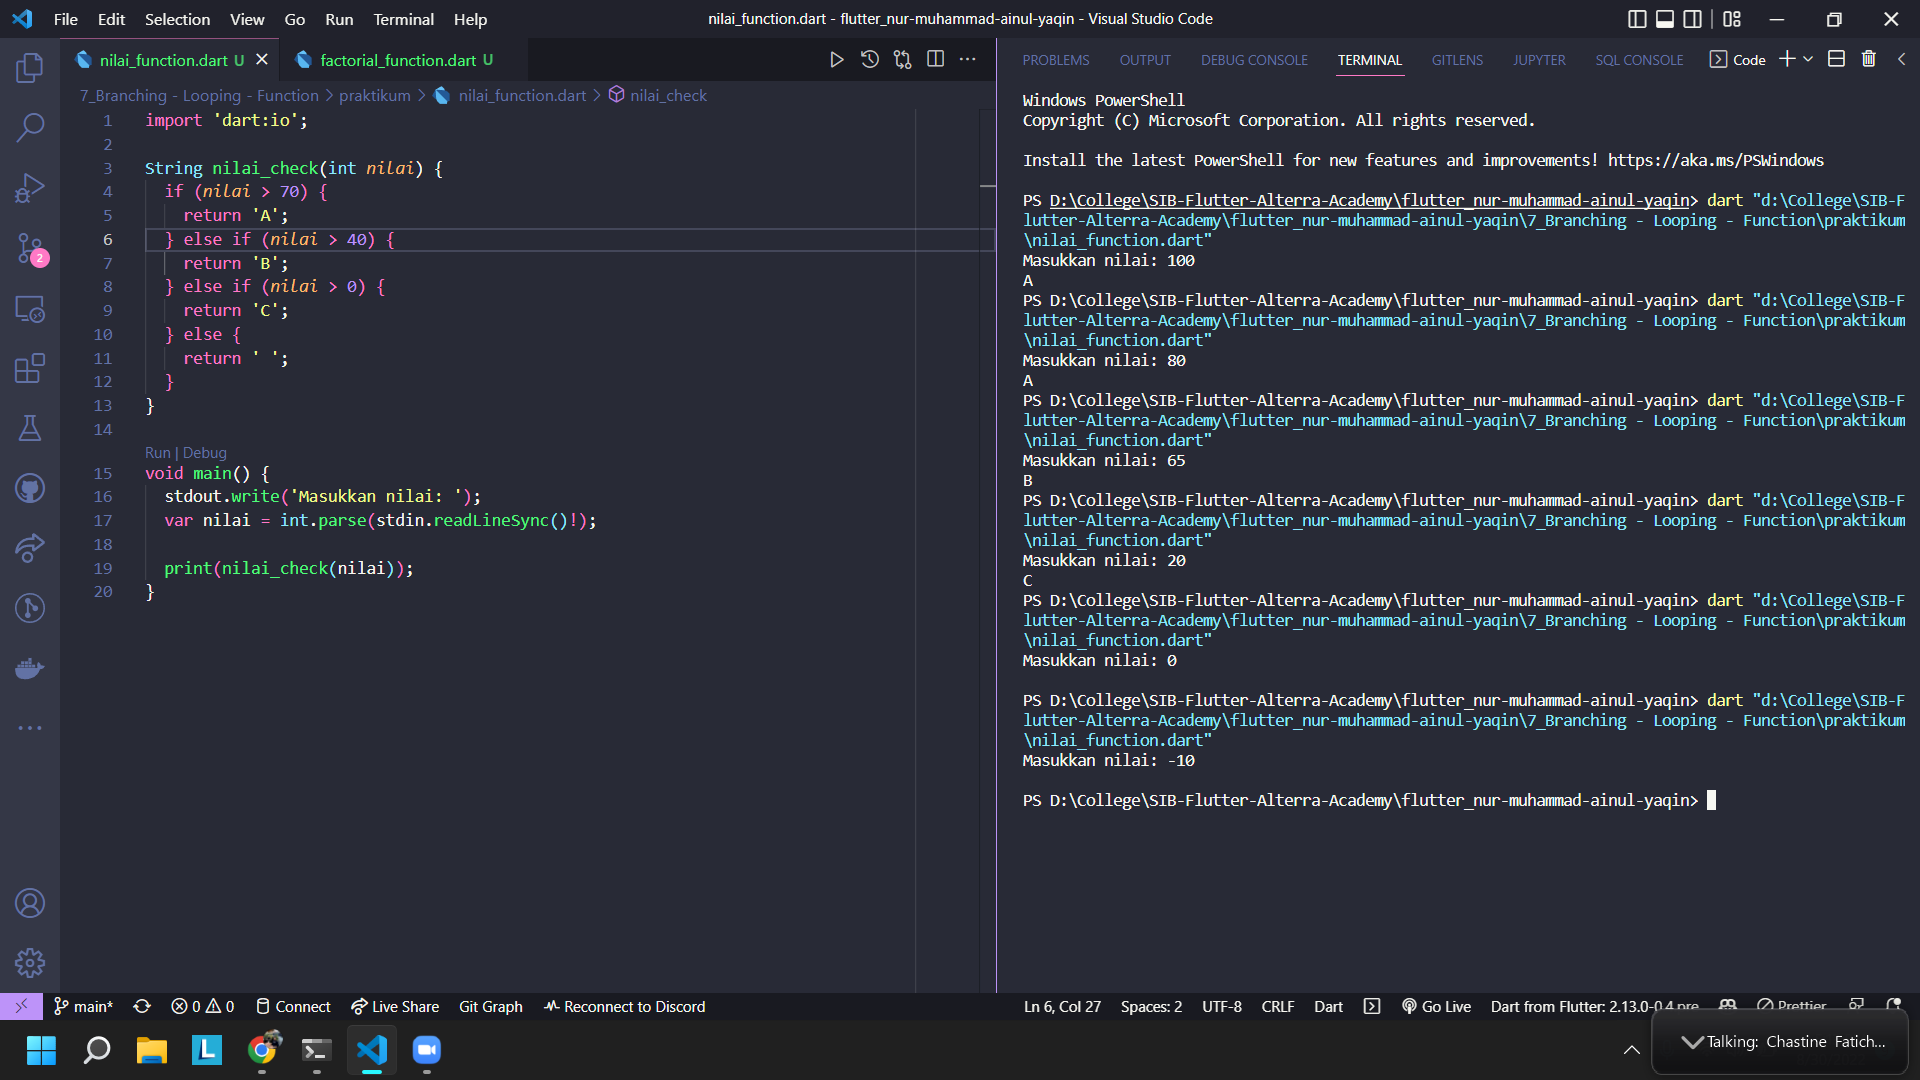 File Edit Selection View Go Run Terminal Help
nilai_function.dart - flutter_nur-muhammad-ainul-yaqin - Visual Studio Code
nilai_function.dart U
factorial_function.dart U
7_Branching - Looping - Function > praktikum > nilai_function.dart > nilai_check
1 import 'dart:io';
2
3 String nilai_check(int nilai) {
4 if (nilai > 70) {
5 return 'A';
6 } else if (nilai > 40) {
7 return 'B';
8 } else if (nilai > 0) {
9 return 'C';
10 } else {
11 return ' ';
12 }
13 }
14
Run | Debug
15 void main() {
16 stdout.write('Masukkan nilai: ');
17 var nilai = int.parse(stdin.readLineSync()!);
18
19 print(nilai_check(nilai));
20 }
2
PROBLEMS OUTPUT DEBUG CONSOLE TERMINAL GITLENS JUPYTER SQL CONSOLE Code
Windows PowerShell
Copyright (C) Microsoft Corporation. All rights reserved.
Install the latest PowerShell for new features and improvements! https://aka.ms/PSWindows
PS D:\College\SIB-Flutter-Alterra-Academy\flutter_nur-muhammad-ainul-yaqin> dart "d:\College\SIB-F
lutter-Alterra-Academy\flutter_nur-muhammad-ainul-yaqin\7_Branching - Looping - Function\praktikum
\nilai_function.dart"
Masukkan nilai: 100
A
PS D:\College\SIB-Flutter-Alterra-Academy\flutter_nur-muhammad-ainul-yaqin> dart "d:\College\SIB-F
lutter-Alterra-Academy\flutter_nur-muhammad-ainul-yaqin\7_Branching - Looping - Function\praktikum
\nilai_function.dart"
Masukkan nilai: 80
A
PS D:\College\SIB-Flutter-Alterra-Academy\flutter_nur-muhammad-ainul-yaqin> dart "d:\College\SIB-F
lutter-Alterra-Academy\flutter_nur-muhammad-ainul-yaqin\7_Branching - Looping - Function\praktikum
\nilai_function.dart"
Masukkan nilai: 65
B
PS D:\College\SIB-Flutter-Alterra-Academy\flutter_nur-muhammad-ainul-yaqin> dart "d:\College\SIB-F
lutter-Alterra-Academy\flutter_nur-muhammad-ainul-yaqin\7_Branching - Looping - Function\praktikum
\nilai_function.dart"
Masukkan nilai: 20
C
PS D:\College\SIB-Flutter-Alterra-Academy\flutter_nur-muhammad-ainul-yaqin> dart "d:\College\SIB-F
lutter-Alterra-Academy\flutter_nur-muhammad-ainul-yaqin\7_Branching - Looping - Function\praktikum
\nilai_function.dart"
Masukkan nilai: 0
PS D:\College\SIB-Flutter-Alterra-Academy\flutter_nur-muhammad-ainul-yaqin> dart "d:\College\SIB-F
lutter-Alterra-Academy\flutter_nur-muhammad-ainul-yaqin\7_Branching - Looping - Function\praktikum
\nilai_function.dart"
Masukkan nilai: -10
PS D:\College\SIB-Flutter-Alterra-Academy\flutter_nur-muhammad-ainul-yaqin>
main* 0 0 Connect Live Share Git Graph Reconnect to Discord Ln 6, Col 27 Spaces: 2 UTF-8 CRLF Dart Go Live Dart from Flutter: 2.13.0-0.4.pre Prettier
L
Talking: Chastine Fatich...